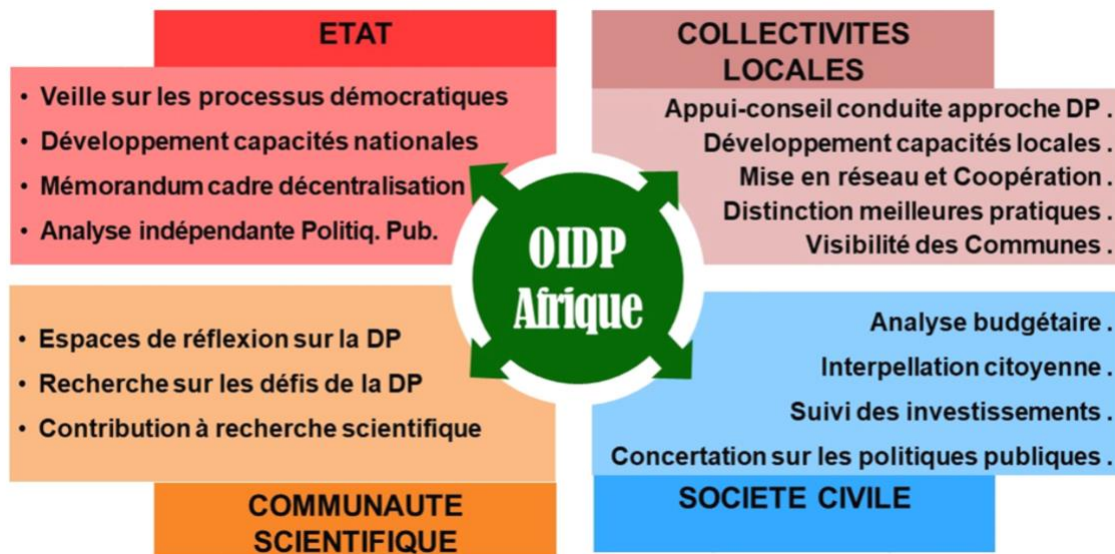 ETAT
• Veille sur les processus démocratiques
• Développement capacités nationales
• Mémorandum cadre décentralisation
• Analyse indépendante Politiq. Pub.
COLLECTIVITES
LOCALES
Appui-conseil conduite approche DP .
Développement capacités locales .
Mise en réseau et Coopération .
Distinction meilleures pratiques .
Visibilité des Communes .
OIDP
Afrique
• Espaces de réflexion sur la DP
• Recherche sur les défis de la DP
• Contribution à recherche scientifique
COMMUNAUTE
SCIENTIFIQUE
Analyse budgétaire .
Interpellation citoyenne .
Suivi des investissements .
Concertation sur les politiques publiques .
SOCIETE CIVILE